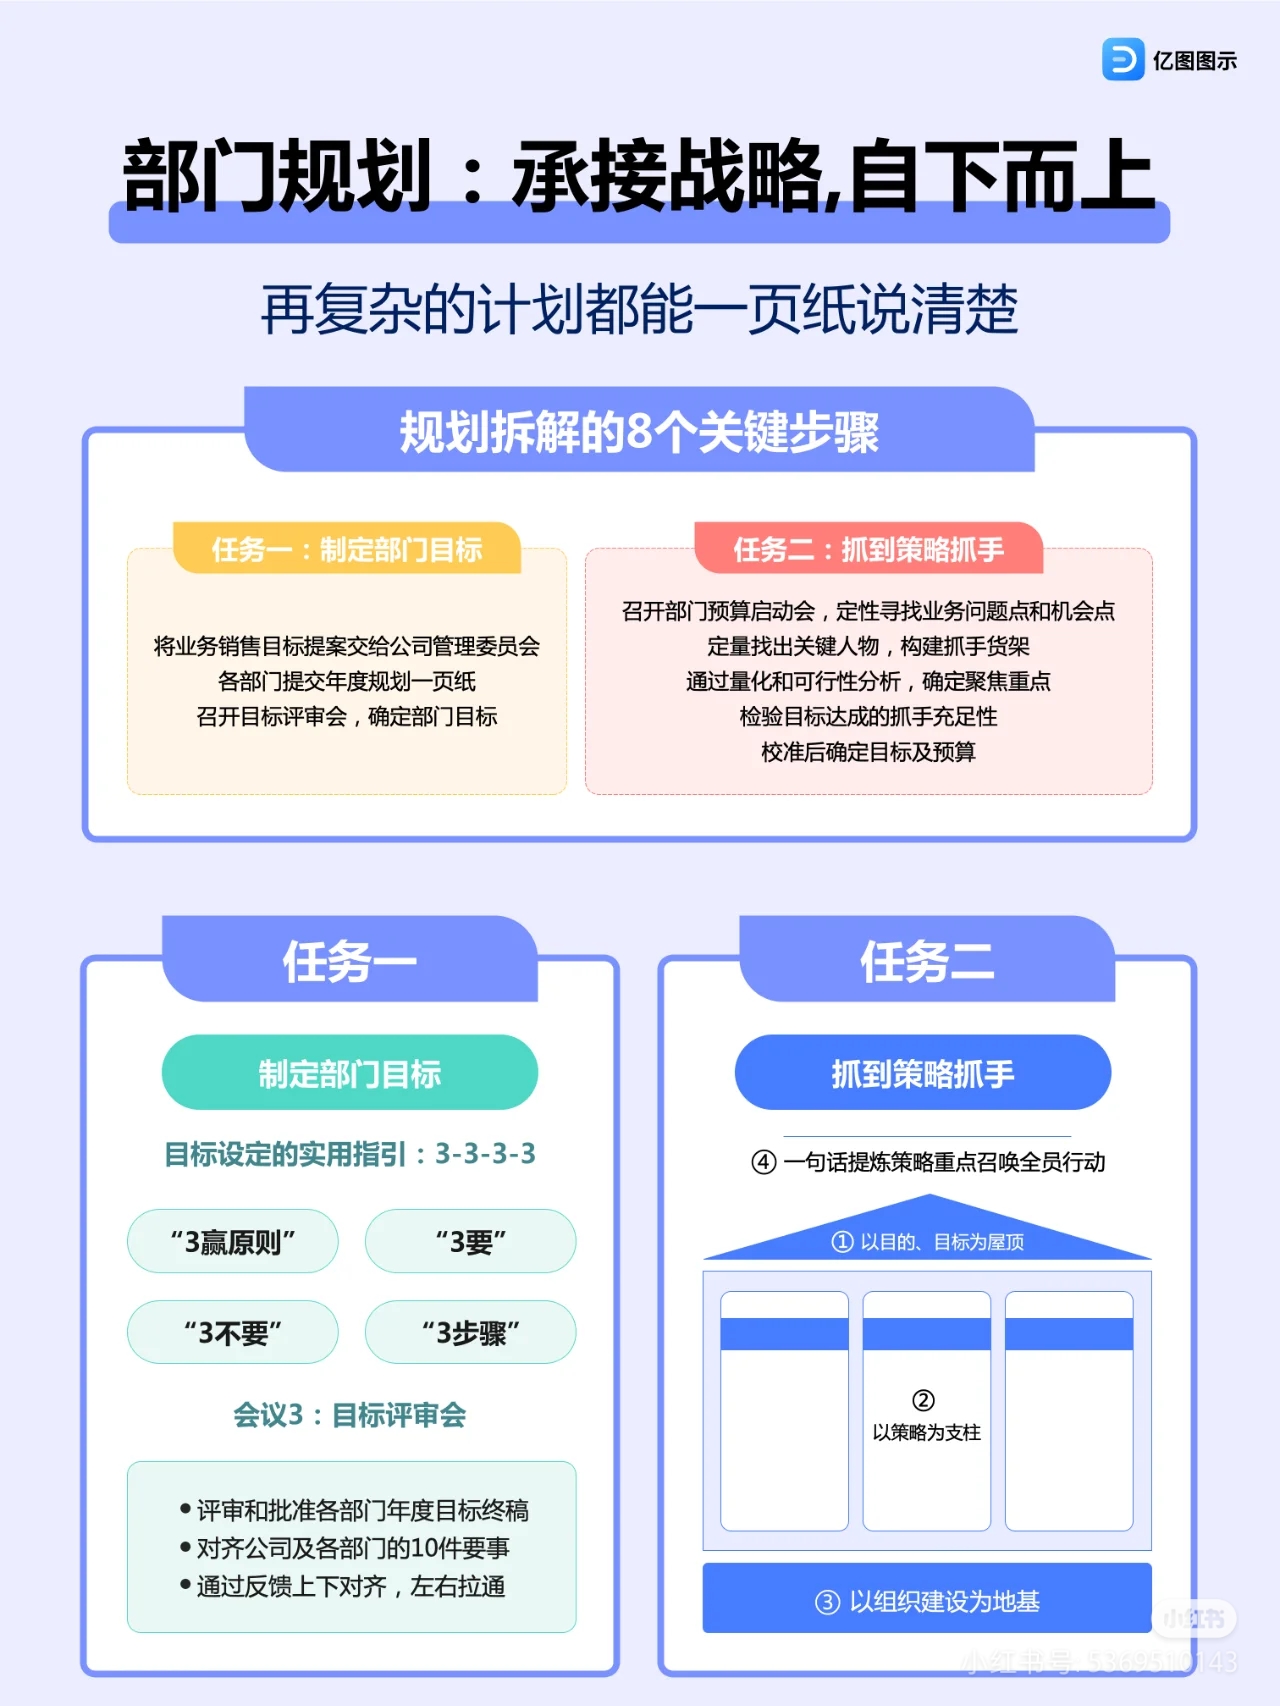 亿图图示
部门规划：承接战略,自下而上
再复杂的计划都能一页纸说清楚
规划拆解的8个关键步骤
任务一：制定部门目标
将业务销售目标提案交给公司管理委员会
各部门提交年度规划一页纸
召开目标评审会，确定部门目标
任务二：抓到策略抓手
召开部门预算启动会，定性寻找业务问题点和机会点
定量找出关键人物，构建抓手货架
通过量化和可行性分析，确定聚焦重点
检验目标达成的抓手充足性
校准后确定目标及预算
任务一
制定部门目标
目标设定的实用指引：3-3-3-3
“3赢原则”
“3要”
“3不要”
“3步骤”
会议3：目标评审会
•评审和批准各部门年度目标终稿
•对齐公司及各部门的10件要事
•通过反馈上下对齐，左右拉通
任务二
抓到策略抓手
④ 一句话提炼策略重点召唤全员行动
① 以目的、目标为屋顶
②
以策略为支柱
③ 以组织建设为地基
小红书
小红书号: 5369510143